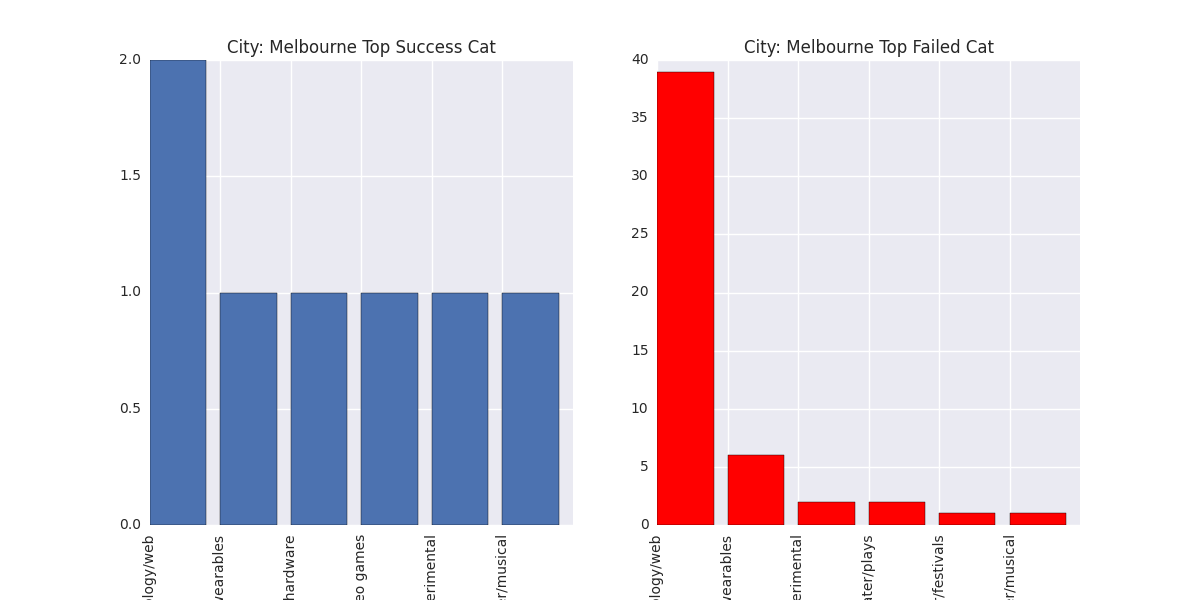 City: Melbourne Top Success Cat
2.0
1.5
1.0
0.5
0.0
ology/web
wearables
hardware
eo games
erimental
r/musical
City: Melbourne Top Failed Cat
40
35
30
25
20
15
10
5
0
ology/web
wearables
erimental
ater/plays
/festivals
r/musical